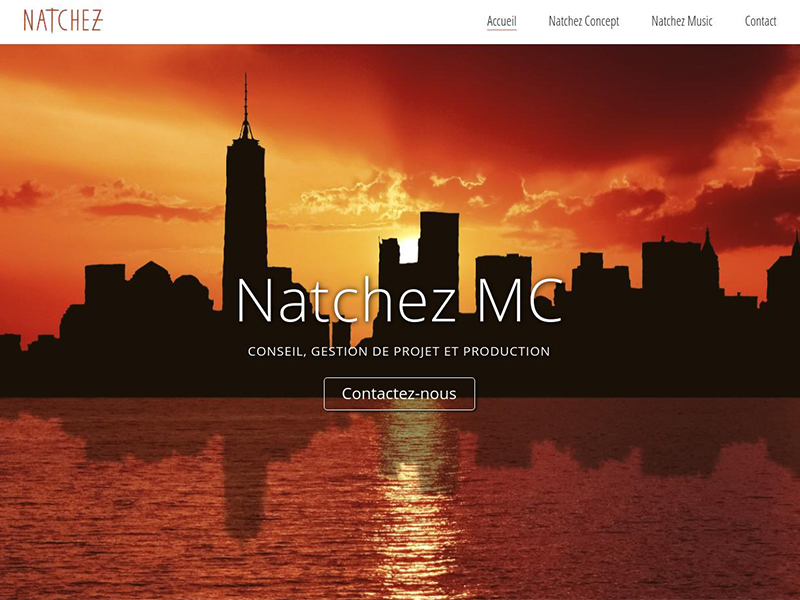 NATCHEZ
Accueil
Natchez Concept
Natchez Music
Contact
Natchez MC
CONSEIL, GESTION DE PROJET ET PRODUCTION
Contactez-nous